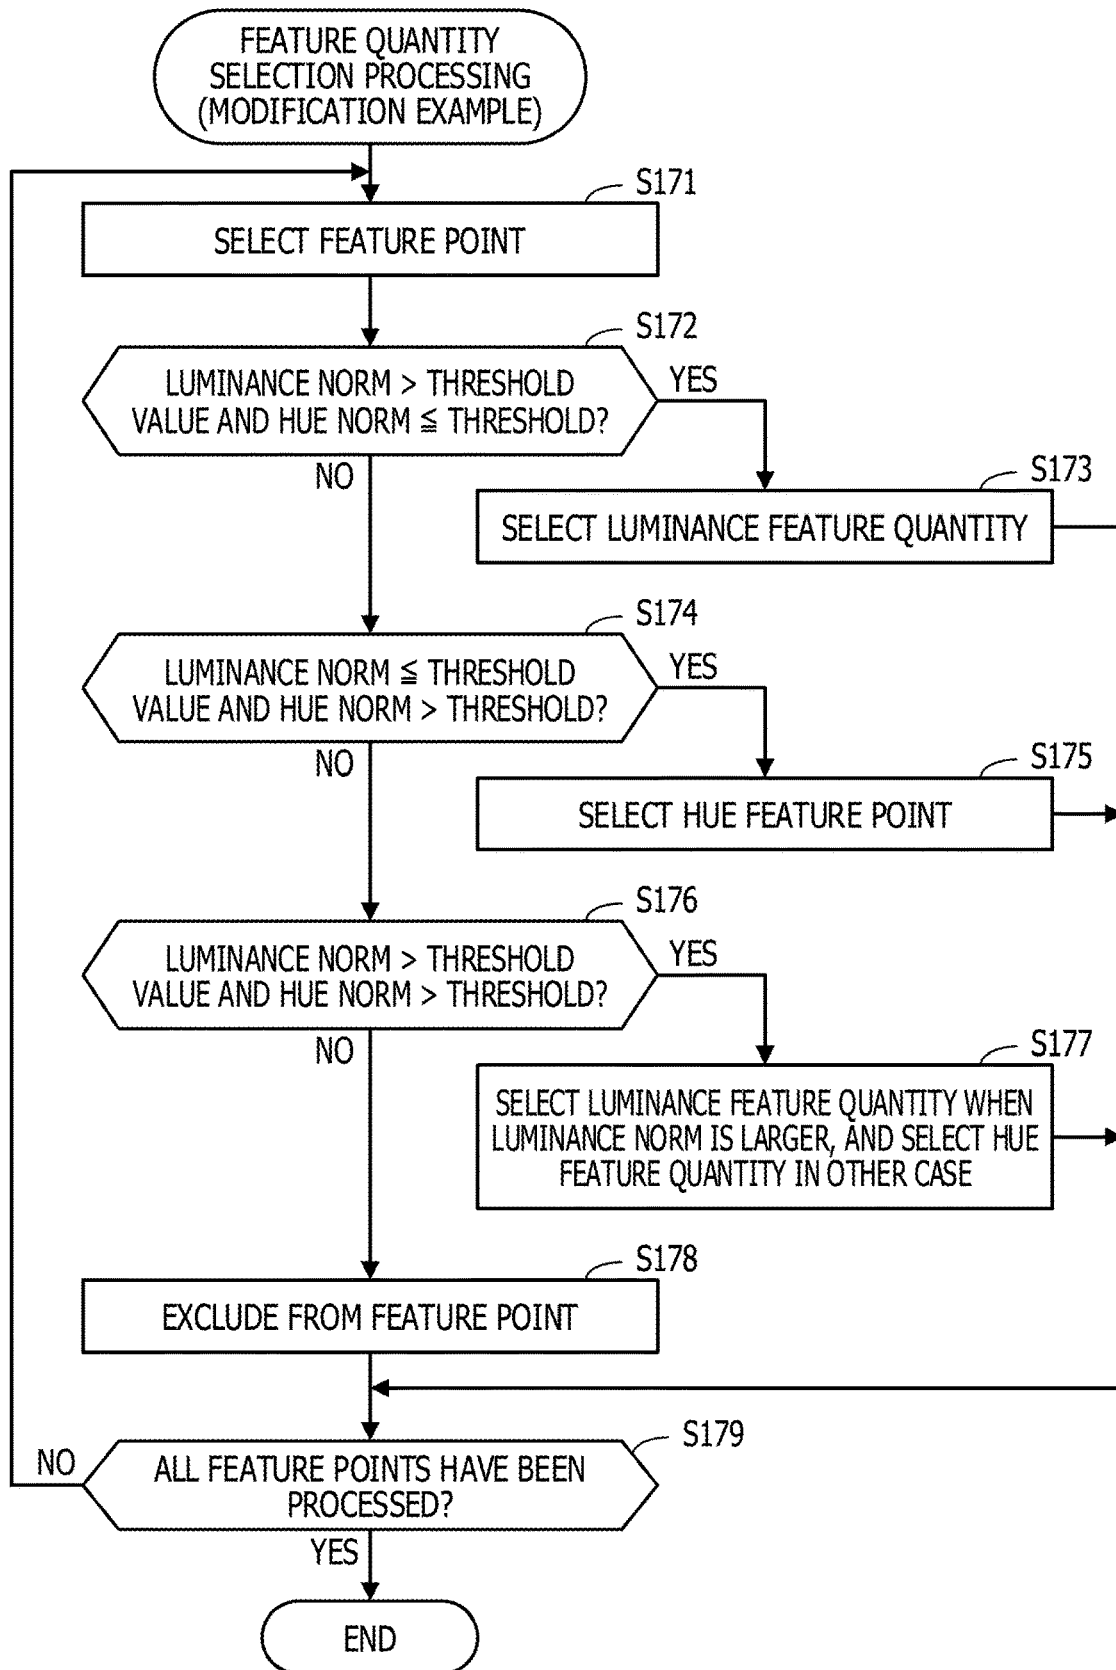 FEATURE QUANTITY
SELECTION PROCESSING
(MODIFICATION EXAMPLE)
S171
SELECT FEATURE POINT
S172
LUMINANCE NORM > THRESHOLD
VALUE AND HUE NORM ≦ THRESHOLD?
YES
NO
S173
SELECT LUMINANCE FEATURE QUANTITY
S174
LUMINANCE NORM ≦ THRESHOLD
VALUE AND HUE NORM > THRESHOLD?
YES
NO
S175
SELECT HUE FEATURE POINT
S176
LUMINANCE NORM > THRESHOLD
VALUE AND HUE NORM > THRESHOLD?
YES
NO
S177
SELECT LUMINANCE FEATURE QUANTITY WHEN
LUMINANCE NORM IS LARGER, AND SELECT HUE
FEATURE QUANTITY IN OTHER CASE
S178
EXCLUDE FROM FEATURE POINT
S179
NO
ALL FEATURE POINTS HAVE BEEN
PROCESSED?
YES
END